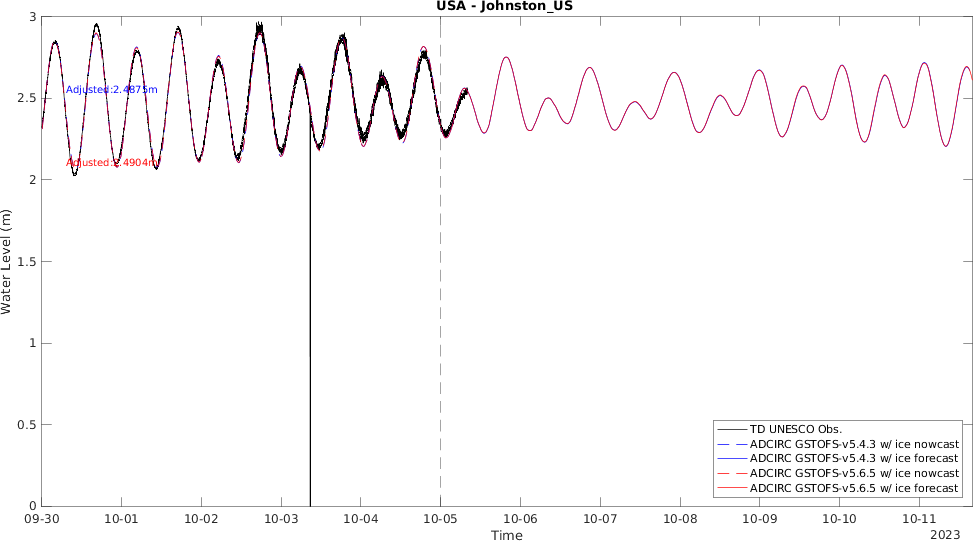 USA - Johnston_US
3
2.5
2
1.5
1
0.5
0
Water Level (m)
Adjusted:2.4875m
Adjusted:2.4904m
TD UNESCO Obs.
ADCIRC GSTOFS-v5.4.3 w/ ice nowcast
ADCIRC GSTOFS-v5.4.3 w/ ice forecast
ADCIRC GSTOFS-v5.6.5 w/ ice nowcast
ADCIRC GSTOFS-v5.6.5 w/ ice forecast
09-30 10-01 10-02 10-03 10-04 10-05 10-06 10-07 10-08 10-09 10-10 10-11
Time
2023